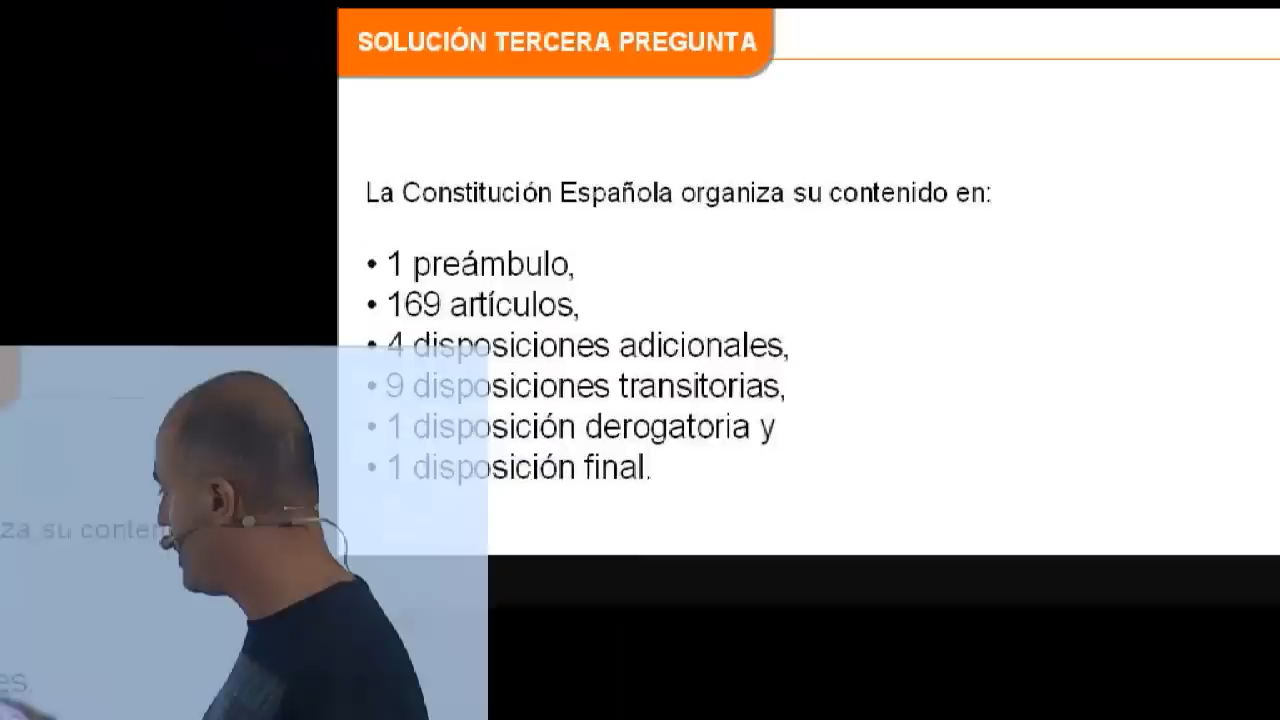 SOLUCIÓN TERCERA PREGUNTA
La Constitución Española organiza su contenido en:
• 1 preámbulo,
• 169 artículos,
• 4 disposiciones adicionales,
• 9 disposiciones transitorias,
• 1 disposición derogatoria y
• 1 disposición final.
su